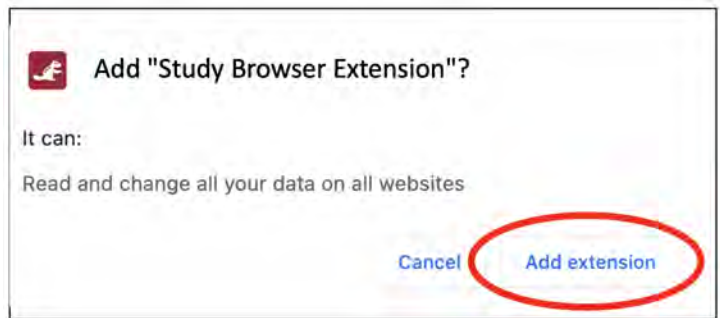 Add "Study Browser Extension"?
It can:
Read and change all your data on all websites
Cancel Add extension